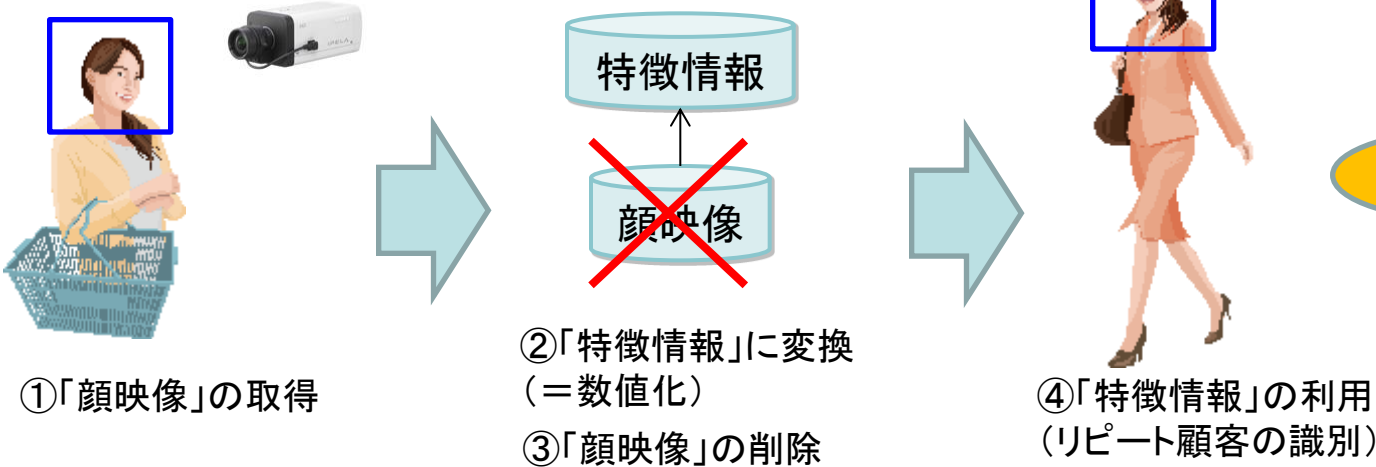 特徴情報
顔映像
①「顔映像」の取得
②「特徴情報」に変換
（＝数値化）
③「顔映像」の削除
④「特徴情報」の利用
（リピート顧客の識別）